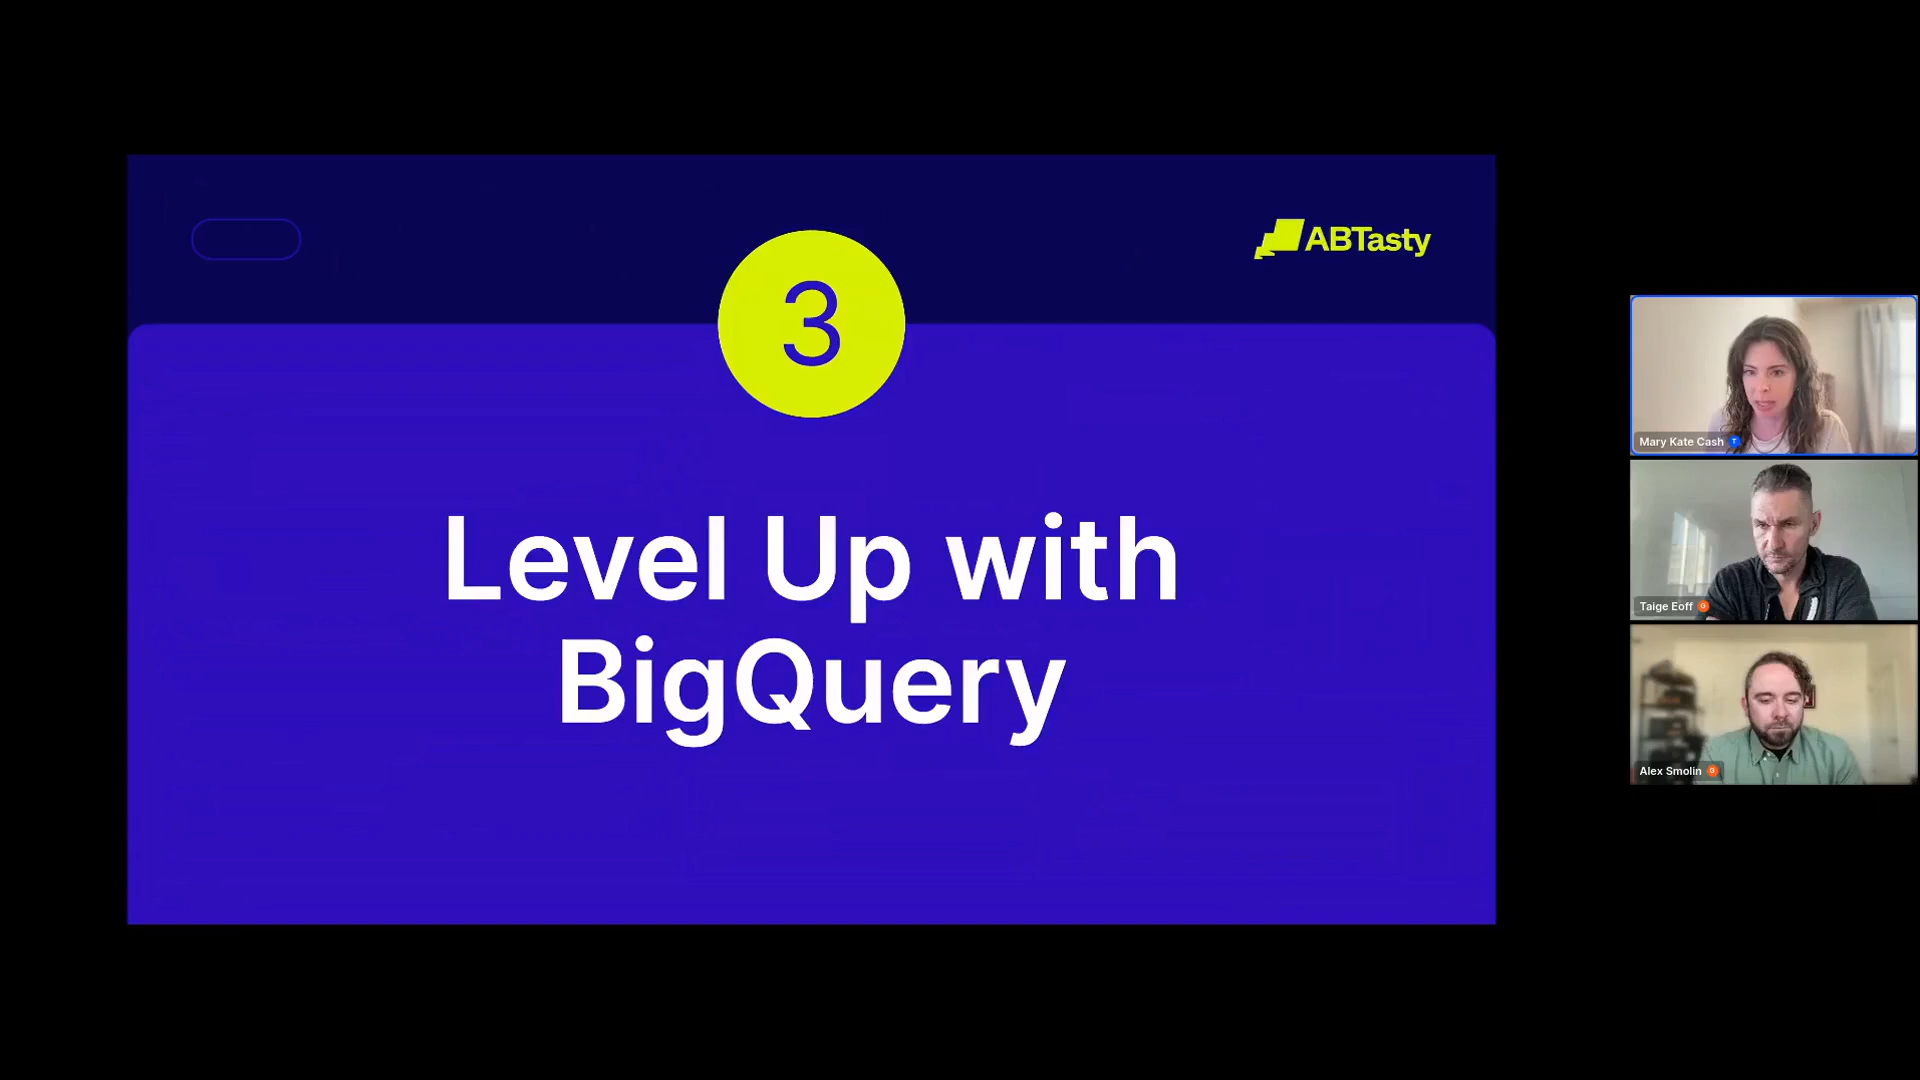 ABTasty
3
Level Up with
BigQuery
Mary Kate Cash T
Taige Eoff G
Alex Smolin G